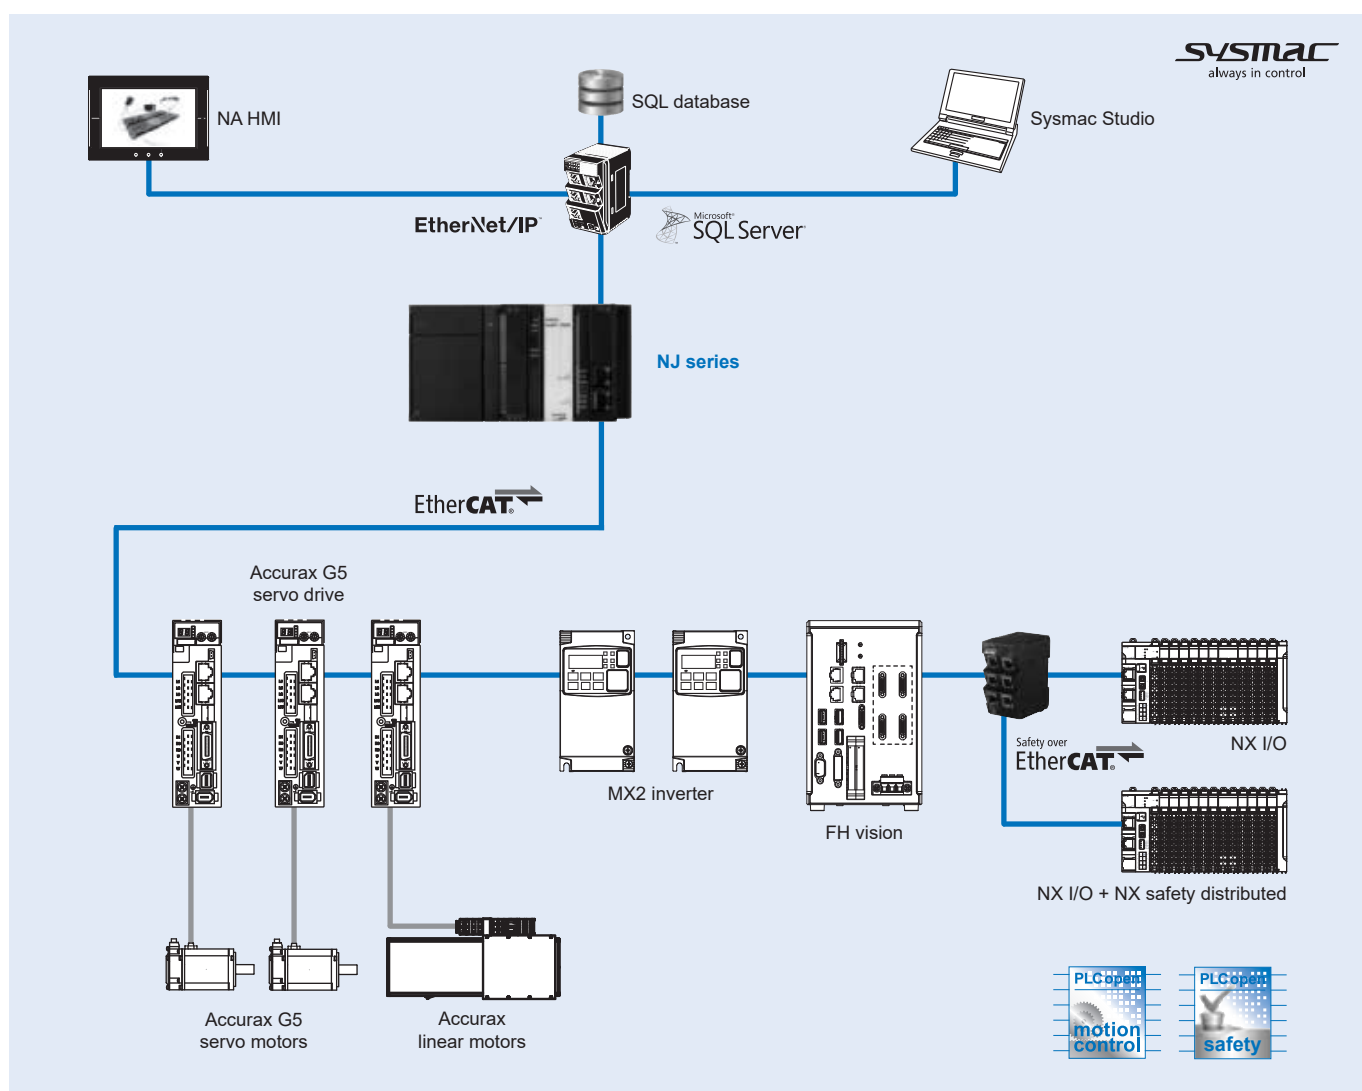 sysmac
always in control
NA HMI
SQL database
Sysmac Studio
EtherNet/IP™
Microsoft®
SQL Server®
NJ series
EtherCAT®
Accurax G5
servo drive
MX2 inverter
FH vision
NX I/O
Safety over
EtherCAT®
NX I/O + NX safety distributed
Accurax G5
servo motors
Accurax
linear motors
PLCopen
motion
control
PLCopen
safety